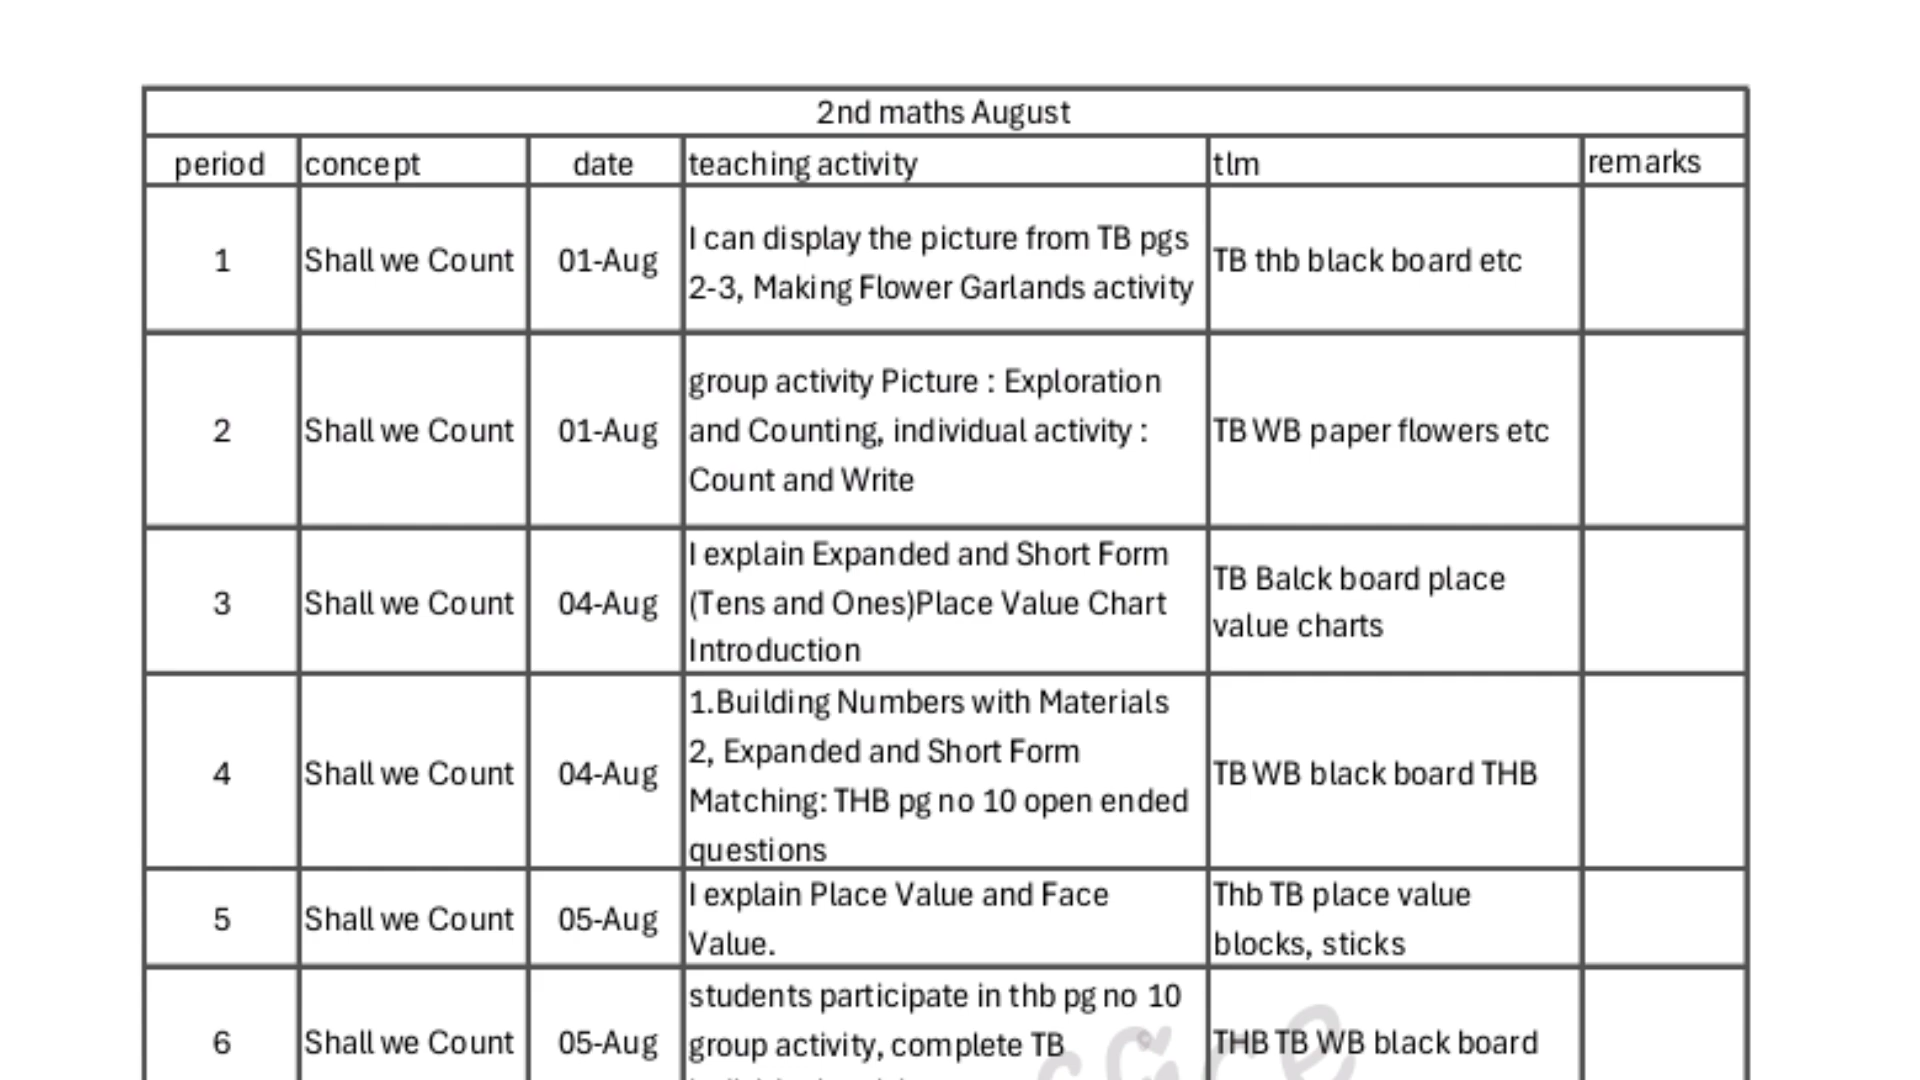 2nd maths August
period concept date teaching activity tlm remarks
1 Shall we Count 01-Aug I can display the picture from TB pgs 2-3, Making Flower Garlands activity TB thb black board etc
2 Shall we Count 01-Aug group activity Picture : Exploration and Counting, individual activity : Count and Write TB WB paper flowers etc
3 Shall we Count 04-Aug I explain Expanded and Short Form (Tens and Ones)Place Value Chart Introduction TB Balck board place value charts
4 Shall we Count 04-Aug 1.Building Numbers with Materials 2, Expanded and Short Form Matching: THB pg no 10 open ended questions TB WB black board THB
5 Shall we Count 05-Aug I explain Place Value and Face Value. Thb TB place value blocks, sticks
6 Shall we Count 05-Aug students participate in thb pg no 10 group activity, complete TB THB TB WB black board
care